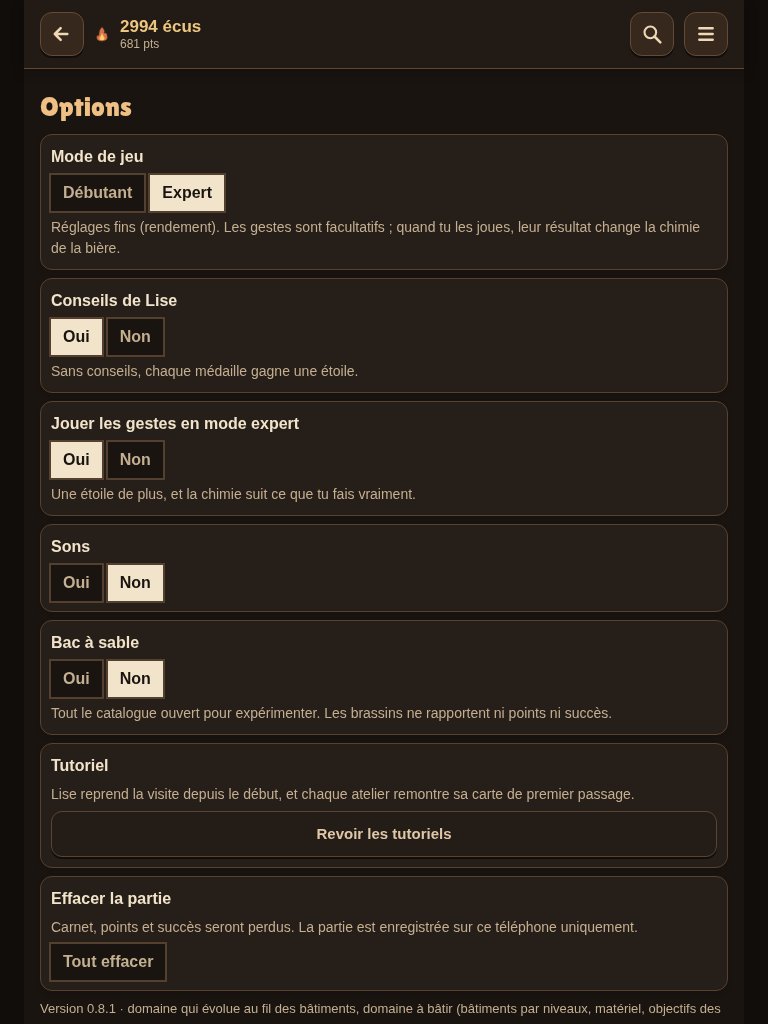 2994 écus
681 pts
Options
Mode de jeu
Débutant Expert
Réglages fins (rendement). Les gestes sont facultatifs ; quand tu les joues, leur résultat change la chimie
de la bière.
Conseils de Lise
Oui Non
Sans conseils, chaque médaille gagne une étoile.
Jouer les gestes en mode expert
Oui Non
Une étoile de plus, et la chimie suit ce que tu fais vraiment.
Sons
Oui Non
Bac à sable
Oui Non
Tout le catalogue ouvert pour expérimenter. Les brassins ne rapportent ni points ni succès.
Tutoriel
Lise reprend la visite depuis le début, et chaque atelier remontre sa carte de premier passage.
Revoir les tutoriels
Effacer la partie
Carnet, points et succès seront perdus. La partie est enregistrée sur ce téléphone uniquement.
Tout effacer
Version 0.8.1 · domaine qui évolue au fil des bâtiments, domaine à bâtir (bâtiments par niveaux, matériel, objectifs des